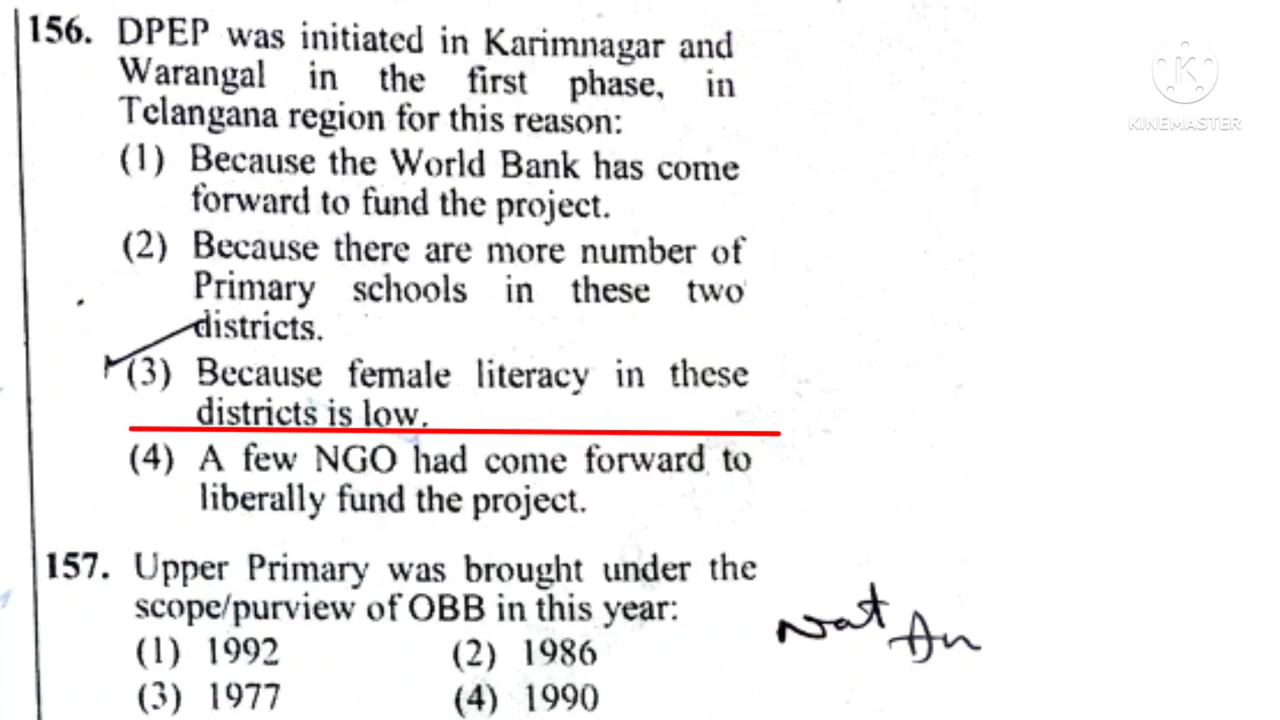 156. DPEP was initiated in Karimnagar and
Warangal in the first phase, in
Telangana region for this reason:
(1) Because the World Bank has come
forward to fund the project.
(2) Because there are more number of
Primary schools in these two
districts.
(3) Because female literacy in these
districts is low.
(4) A few NGO had come forward to
liberally fund the project.
157. Upper Primary was brought under the
scope/purview of OBB in this year:
(1) 1992 (2) 1986
(3) 1977 (4) 1990
Not An
K
KINEMASTER